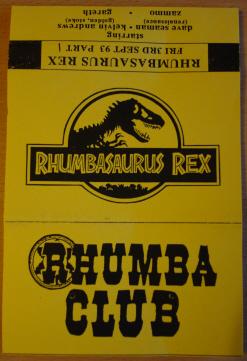 RHUMBASAURUS REX
FRI 3RD SEPT 93 PART 1
starring
dave seaman • kelvin andrews
(renaissance) (golden, stoke)
zammo • gareth
RHUMBASAURUS REX
RHUMBA
CLUB